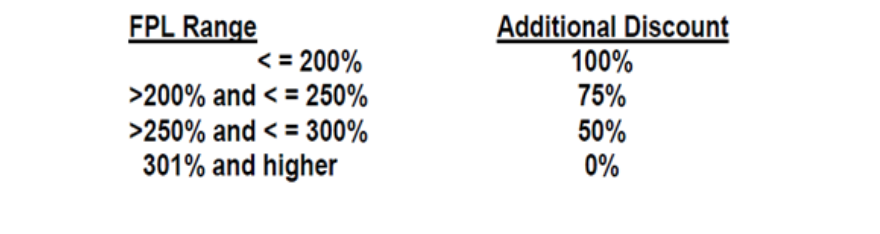 FPL Range Additional Discount
< = 200% 100%
>200% and < = 250% 75%
>250% and < = 300% 50%
301% and higher 0%